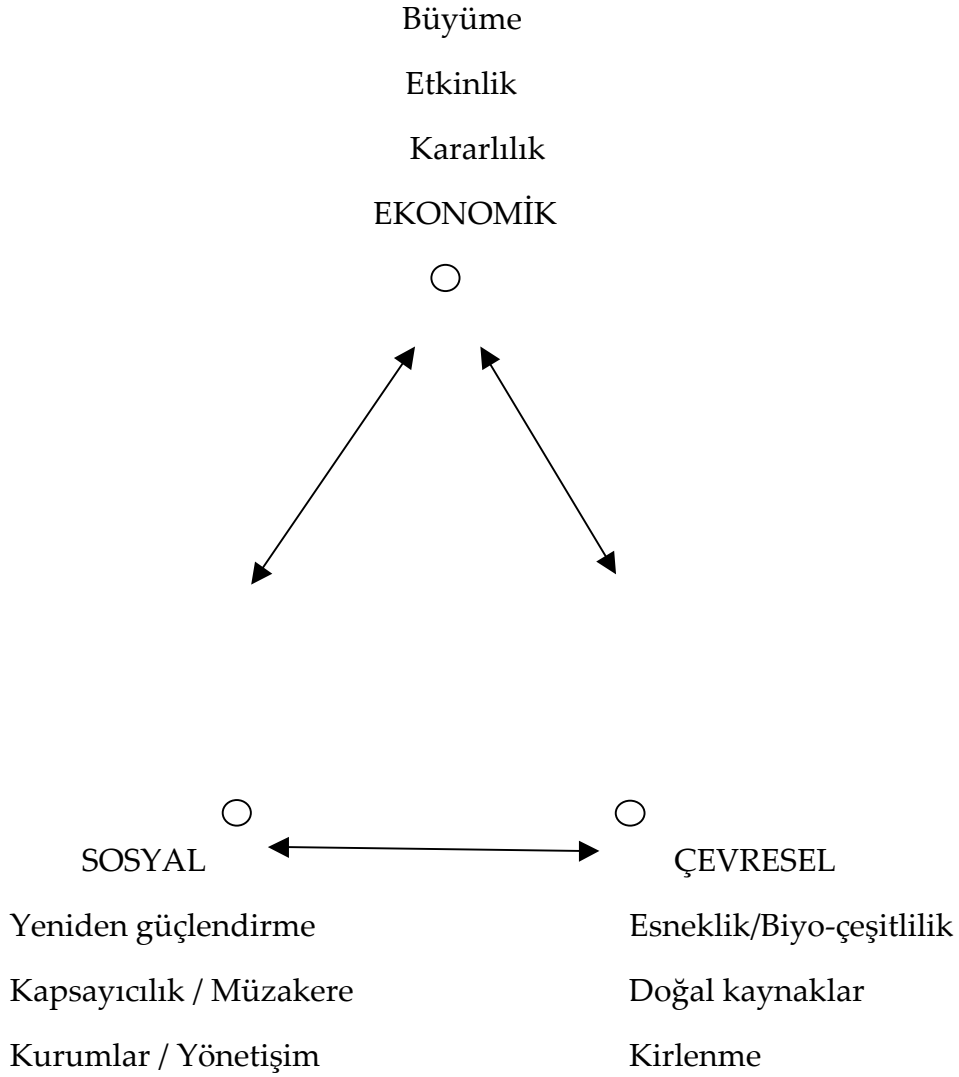 Büyüme
Etkinlik
Kararlılık
EKONOMİK
SOSYAL
Yeniden güçlendirme
Kapsayıcılık / Müzakere
Kurumlar / Yönetişim
ÇEVRESEL
Esneklik/Biyo-çeşitlilik
Doğal kaynaklar
Kirlenme